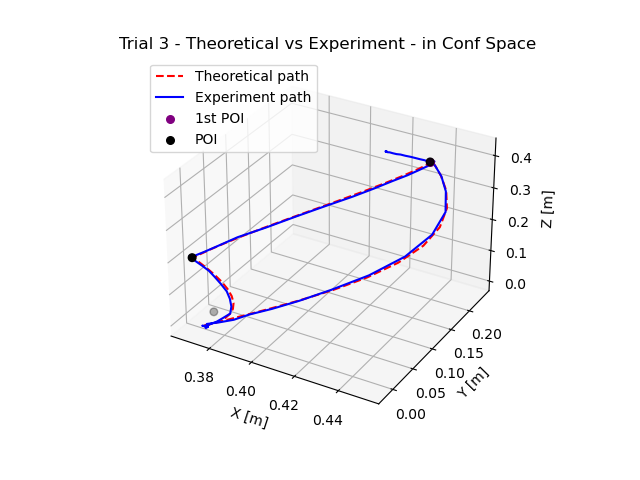 Trial 3 - Theoretical vs Experiment - in Conf Space
Theoretical path
Experiment path
1st POI
POI
0.4
0.3
0.2
0.1
0.0
Z [m]
0.20
0.15
0.10
0.05
0.00
Y [m]
0.38
0.40
0.42
0.44
X [m]